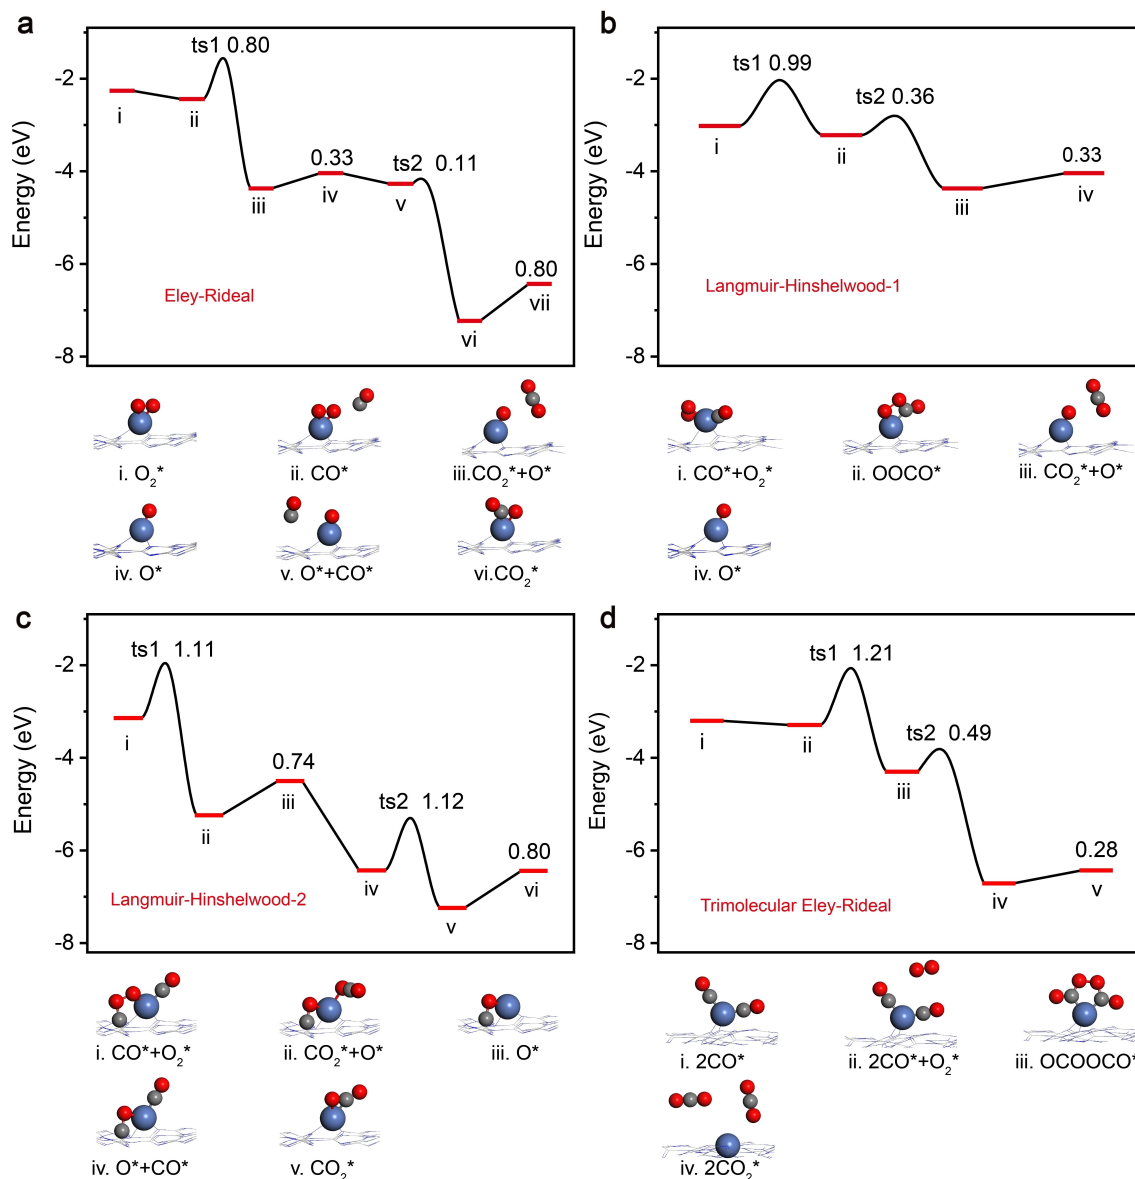 a
Energy (eV)
-2
-4
-6
-8
ts1 0.80
i
ii
iii
0.33
iv
ts2 0.11
v
vi
0.80
vii
Eley-Rideal
i. O2*
ii. CO*
iii.CO2*+O*
iv. O*
v. O*+CO*
vi.CO2*
b
Energy (eV)
-2
-4
-6
-8
ts1 0.99
i
ii
ts2 0.36
iii
0.33
iv
Langmuir-Hinshelwood-1
i. CO*+O2*
ii. OOCO*
iii. CO2*+O*
iv. O*
c
Energy (eV)
-2
-4
-6
-8
ts1 1.11
i
ii
0.74
iii
ts2 1.12
iv
v
0.80
vi
Langmuir-Hinshelwood-2
i. CO*+O2*
ii. CO2*+O*
iii. O*
iv. O*+CO*
v. CO2*
d
Energy (eV)
-2
-4
-6
-8
ts1 1.21
i
ii
ts2 0.49
iii
iv
0.28
v
Trimolecular Eley-Rideal
i. 2CO*
ii. 2CO*+O2*
iii. OCOOCO*
iv. 2CO2*